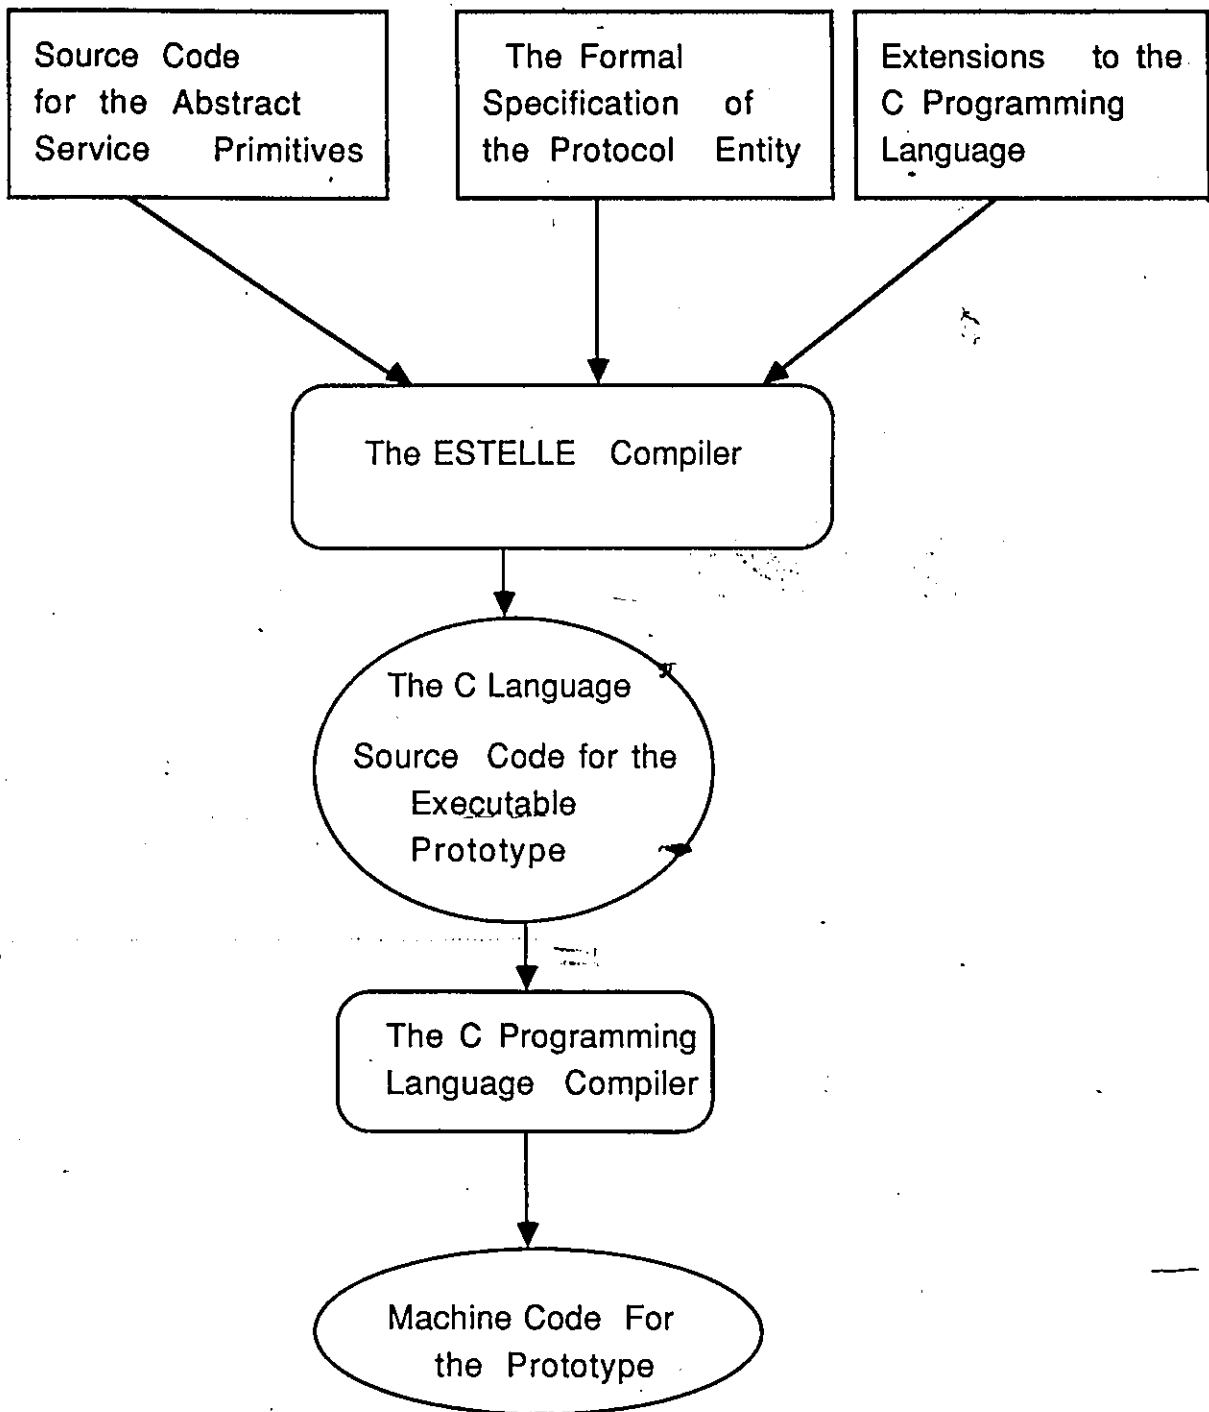 Source Code
for the Abstract
Service Primitives
The Formal
Specification of
the Protocol Entity
Extensions to the
C Programming
Language
The ESTELLE Compiler
The C Language
Source Code for the
Executable
Prototype
The C Programming
Language Compiler
Machine Code For
the Prototype